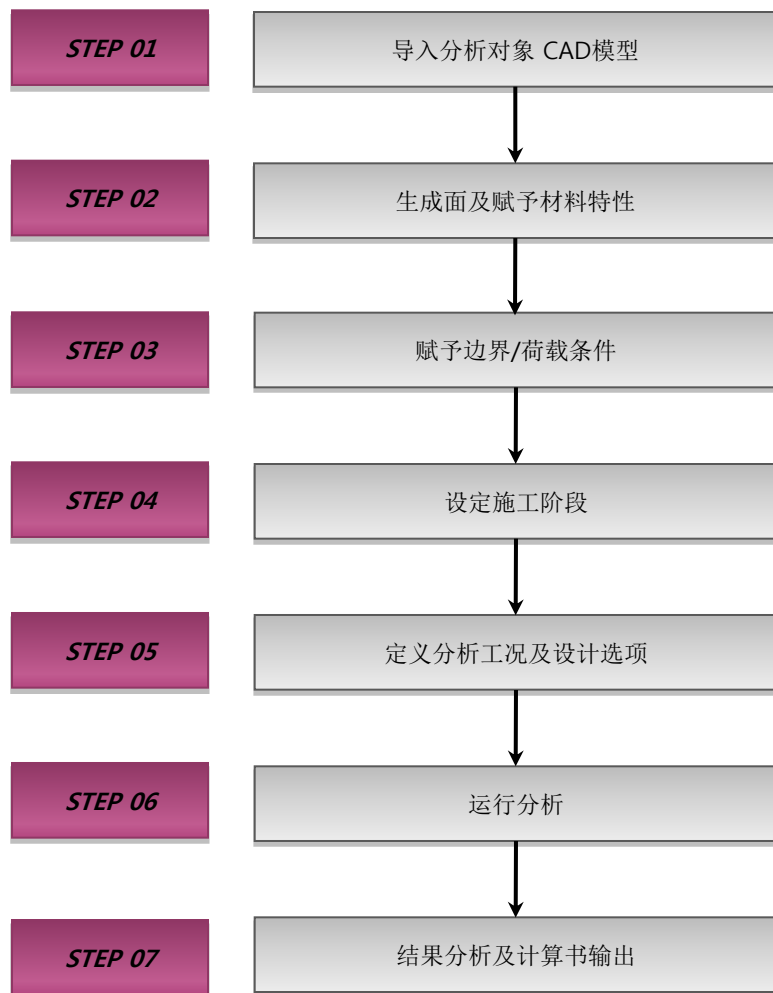 STEP 01
导入分析对象 CAD模型
STEP 02
生成面及赋予材料特性
STEP 03
赋予边界/荷载条件
STEP 04
设定施工阶段
STEP 05
定义分析工况及设计选项
STEP 06
运行分析
STEP 07
结果分析及计算书输出